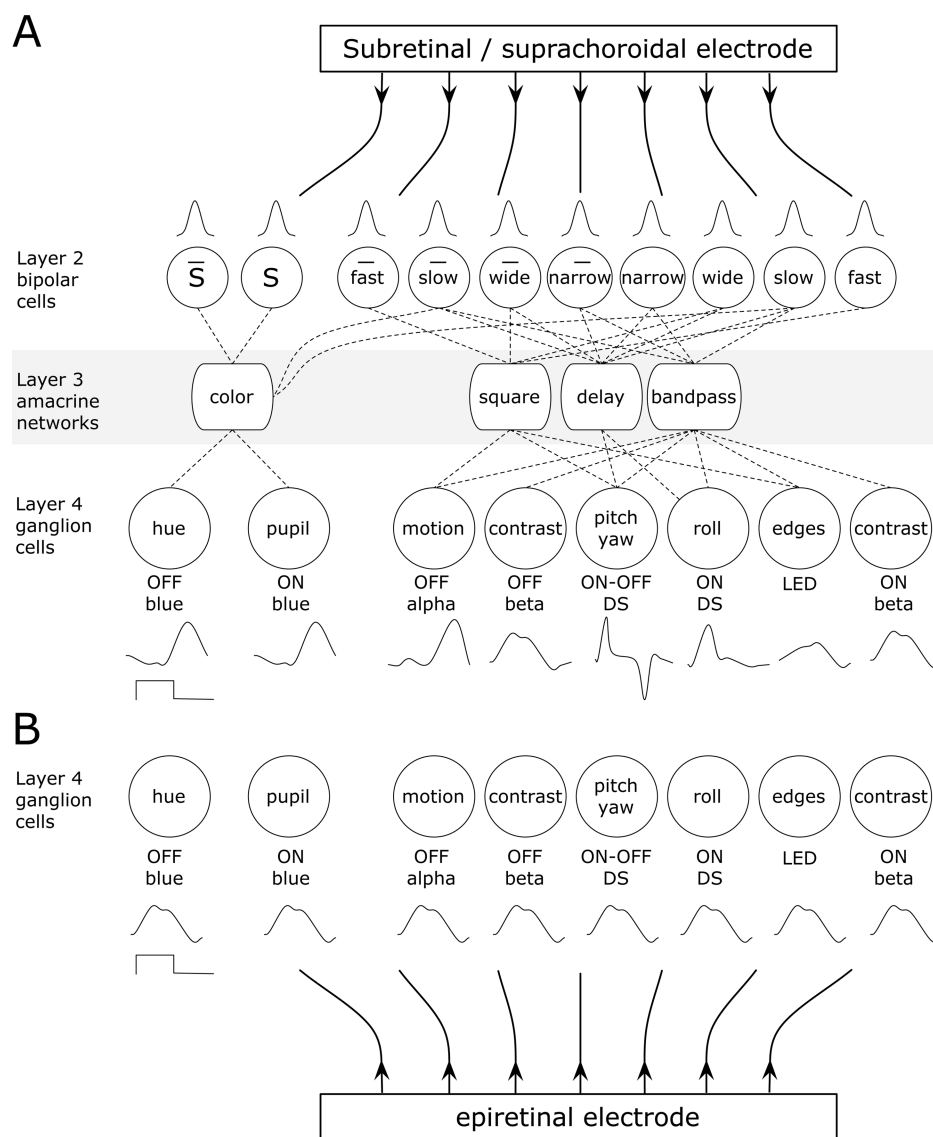 A
Subretinal / suprachoroidal electrode
Layer 2
bipolar
cells
S̅ S f̅a̅s̅t̅ s̅l̅o̅w̅ w̅i̅d̅e̅ n̅a̅r̅r̅o̅w̅ narrow wide slow fast
Layer 3
amacrine
networks
color square delay bandpass
Layer 4
ganglion
cells
hue pupil motion contrast pitch yaw roll edges contrast
OFF ON OFF OFF ON-OFF ON LED ON
blue blue alpha beta DS DS beta
B
Layer 4
ganglion
cells
hue pupil motion contrast pitch yaw roll edges contrast
OFF ON OFF OFF ON-OFF ON LED ON
blue blue alpha beta DS DS beta
epiretinal electrode